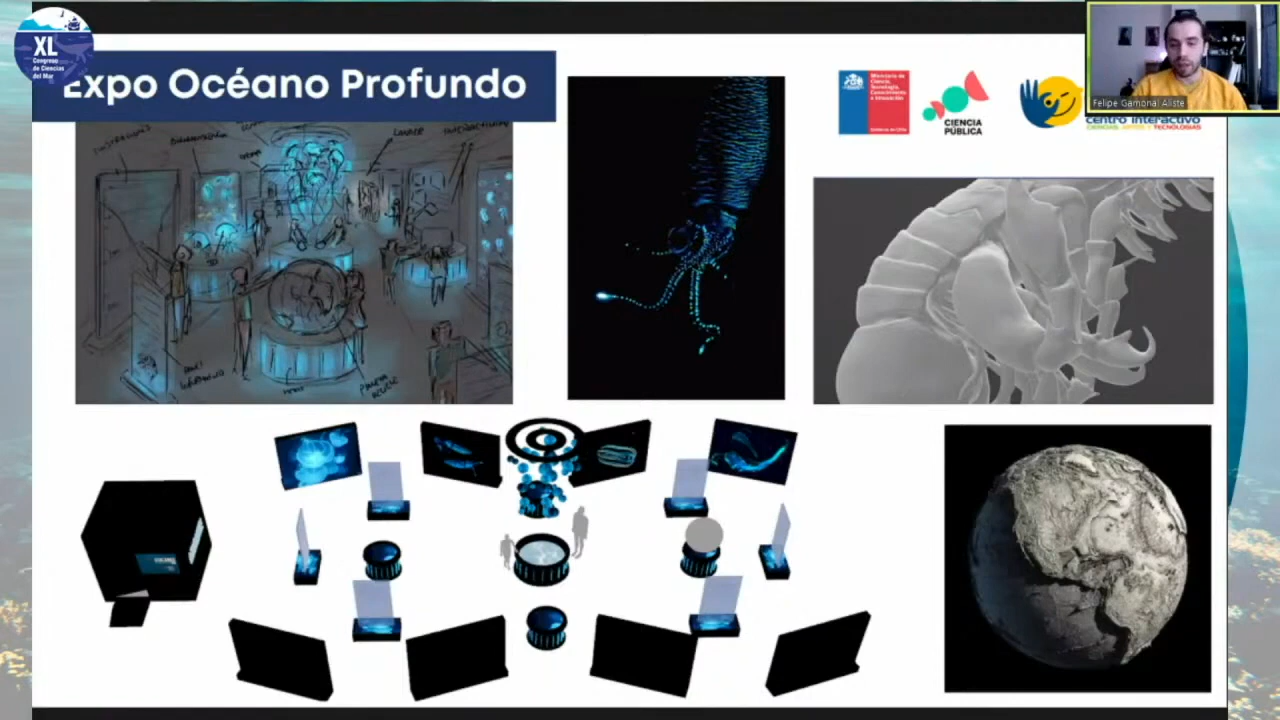 XL
Congreso
de Ciencias
del Mar
Expo Océano Profundo
Ministerio de
Ciencia,
Tecnología,
Conocimiento
e Innovación
Gobierno de Chile
CIENCIA
PÚBLICA
Felipe Gamonal Aliste
centro interactivo
CIENCIAS, ARTES Y TECNOLOGÍAS